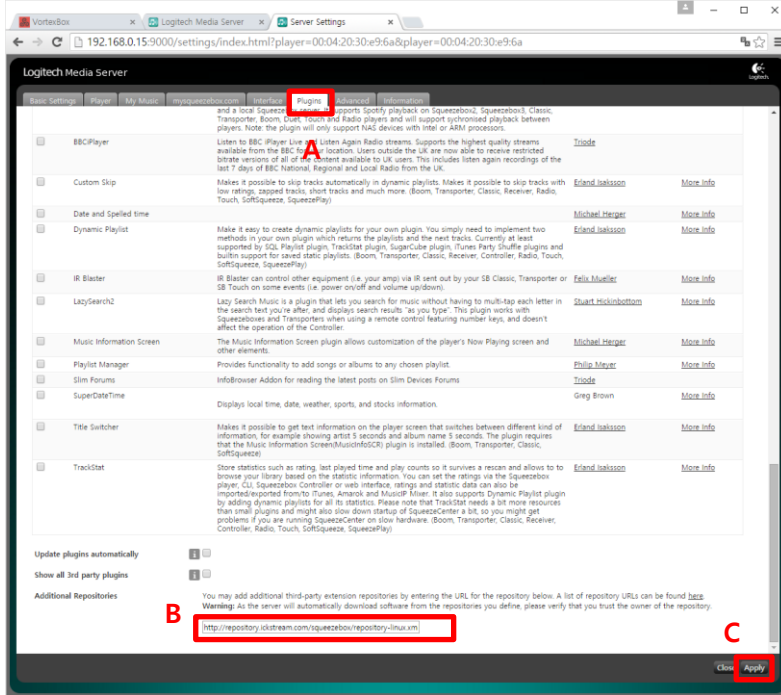 VortexBox
Logitech Media Server
Server Settings
192.168.0.15:9000/settings/index.html?player=00:04:20:30:e9:6a&player=00:04:20:30:e9:6a
Logitech Media Server
Logitech
Basic Settings Player My Music mysqueezebox.com Interface Plugins Advanced Information
A
and a local Squeezebox server. It supports Spotify playback on Squeezebox2, Squeezebox3, Classic,
Transporter, Boom, Duet, Touch and Radio players and will support sychronised playback between
players. Note: the plugin will only support NAS devices with Intel or ARM processors.
BBCiPlayer
Listen to BBC iPlayer Live and Listen Again Radio streams. Supports the highest quality streams
Triode
available from the BBC for your location. Users outside the UK are now able to receive restricted
bitrate versions of all of the content available to UK users. This includes listen again recordings of the
last 7 days of BBC National, Regional and Local Radio from the UK.
Custom Skip
Makes it possible to skip tracks automatically in dynamic playlists. Makes it possible to skip tracks with
Erland Isaksson
More Info
low ratings, zapped tracks, short tracks and much more. (Boom, Transporter, Classic, Receiver, Radio,
Touch, SoftSqueeze, SqueezePlay)
Date and Spelled time
Michael Herger
More Info
Dynamic Playlist
Make it easy to create dynamic playlists for your own plugin. You simply need to implement two
Erland Isaksson
More Info
methods in your own plugin which returns the playlists and the next tracks. Currently at least
supported by SQL Playlist plugin, TrackStat plugin, SugarCube plugin, iTunes Party Shuffle plugins and
builtin support for saved static playlists. (Boom, Transporter, Classic, Receiver, Controller, Radio, Touch,
SoftSqueeze, SqueezePlay)
IR Blaster
IR Blaster can control other equipment (i.e. your amp) via IR sent out by your SB Classic, Transporter or
Felix Mueller
More Info
SB Touch on some events (i.e. power on/off and volume up/down).
LazySearch2
Lazy Search Music is a plugin that lets you search for music without having to multi-tap each letter in
Stuart Hickinbottom
More Info
the search text you're after, and displays search results "as you type". This plugin works with
Squeezeboxes and Transporters when using a remote control featuring number keys, and doesn't
affect the operation of the Controller.
Music Information Screen
The Music Information Screen plugin allows customization of the player's Now Playing screen and
Michael Herger
More Info
other elements.
Playlist Manager
Provides functionality to add songs or albums to any chosen playlist.
Philip Meyer
More Info
Slim Forums
InfoBrowser Addon for reading the latest posts on Slim Devices Forums
Triode
SuperDateTime
Greg Brown
More Info
Displays local time, date, weather, sports, and stocks information.
Title Switcher
Makes it possible to get text information on the player screen that switches between different kind of
Erland Isaksson
More Info
information, for example showing artist 5 seconds and album name 5 seconds. The plugin requires
that the Music Information Screen(MusicInfoSCR) plugin is installed. (Boom, Transporter, Classic,
SoftSqueeze)
TrackStat
Store statistics such as rating, last played time and play counts so it survives a rescan and allows to to
Erland Isaksson
More Info
browse your library based on the statistic information. You can set the ratings via the Squeezebox
player, CLI, Squeezebox Controller or web interface, ratings and statistic data can also be
imported/exported from/to iTunes, Amarok and MusicIP Mixer. It also supports Dynamic Playlist plugin
by adding dynamic playlists for all its statistics. Please note that TrackStat needs a bit more resources
than small plugins and might also slow down startup of SqueezeCenter a bit, so you might get
problems if you are running SqueezeCenter on slow hardware. (Boom, Transporter, Classic, Receiver,
Controller, Radio, Touch, SoftSqueeze, SqueezePlay)
Update plugins automatically
Show all 3rd party plugins
Additional Repositories
You may add additional third-party extension repositories by entering the URL for the repository below. A list of repository URLs can be found here.
Warning: As the server will automatically download software from the repositories you define, please verify that you trust the owner of the repository.
B
http://repository.ickstream.com/squeezebox/repository-linux.xm
C
Close Apply